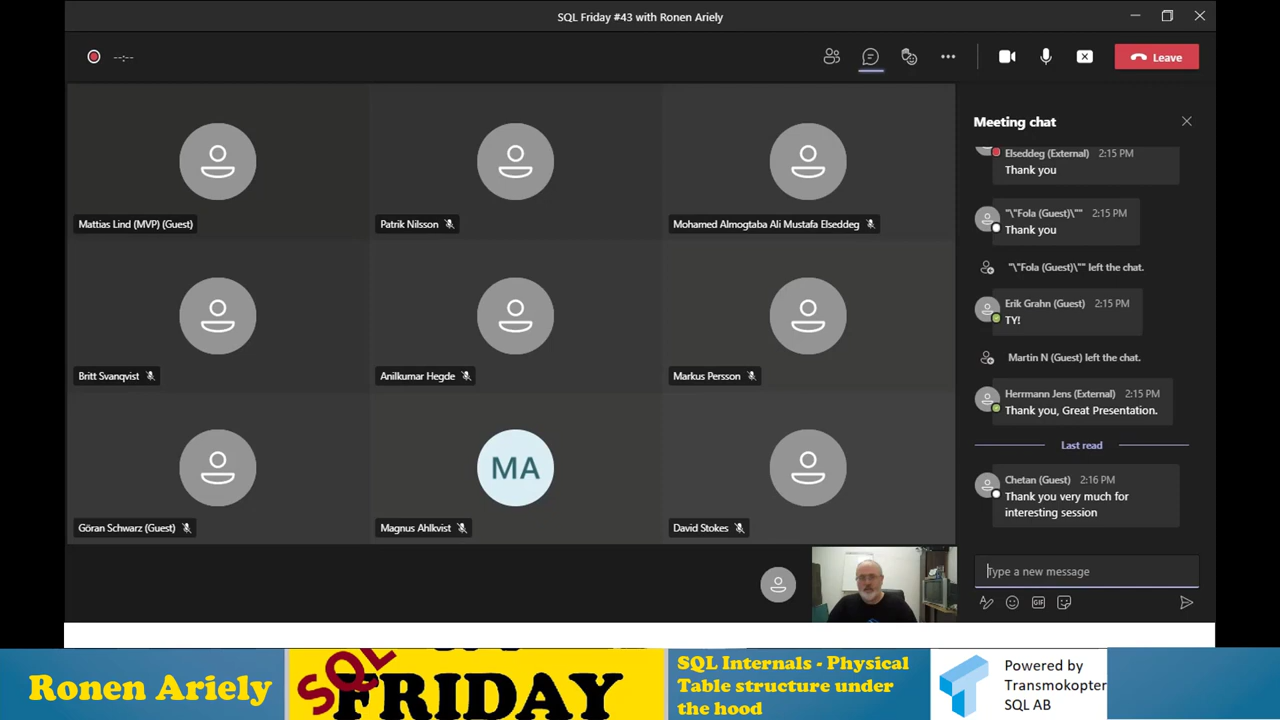 SQL Friday #43 with Ronen Ariely
--:--
Leave
Mattias Lind (MVP) (Guest)
Patrik Nilsson
Mohamed Almogtaba Ali Mustafa Elseddeg
Britt Svanqvist
Anilkumar Hegde
Markus Persson
MA
Göran Schwarz (Guest)
Magnus Ahlkvist
David Stokes
Meeting chat
Elseddeg (External) 2:15 PM
Thank you
"\"Fola (Guest)\"" 2:15 PM
Thank you
"\"Fola (Guest)\"" left the chat.
Erik Grahn (Guest) 2:15 PM
TY!
Martin N (Guest) left the chat.
Herrmann Jens (External) 2:15 PM
Thank you, Great Presentation.
Last read
Chetan (Guest) 2:16 PM
Thank you very much for
interesting session
Type a new message
GIF
Ronen Ariely
SQL
FRIDAY
SQL Internals - Physical
Table structure under
the hood
Powered by
Transmokopter
SQL AB